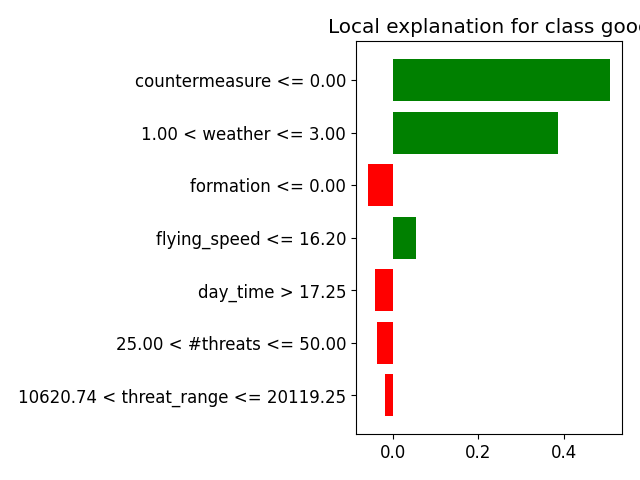 Local explanation for class goo
countermeasure <= 0.00
1.00 < weather <= 3.00
formation <= 0.00
flying_speed <= 16.20
day_time > 17.25
25.00 < #threats <= 50.00
10620.74 < threat_range <= 20119.25
0.0 0.2 0.4